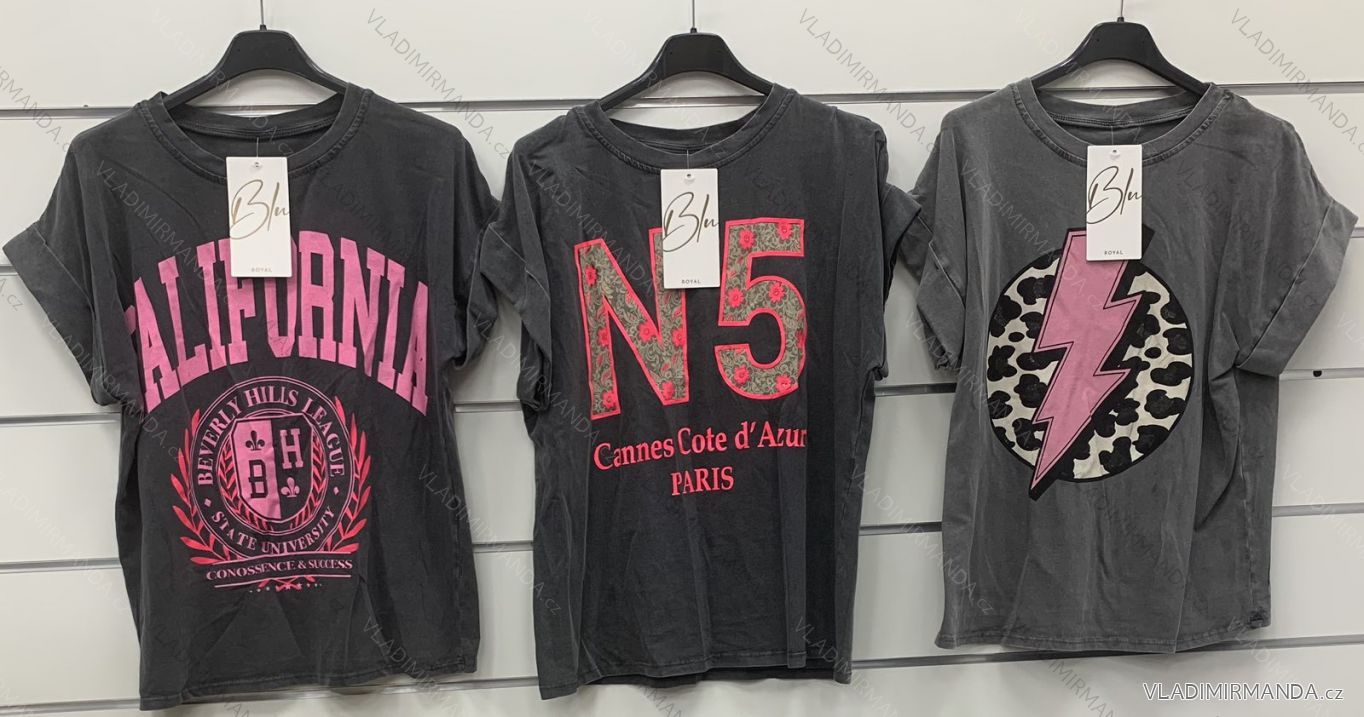 Blu
ROYAL
CALIFORNIA
BEVERLY HILLS LEAGUE
B H
STATE UNIVERSITY
CONOSSENCE & SUCCESS
Blu
ROYAL
N5
Cannes Cote d'Azur
PARIS
Blu
ROYAL
VLADIMIRMANDA.cz